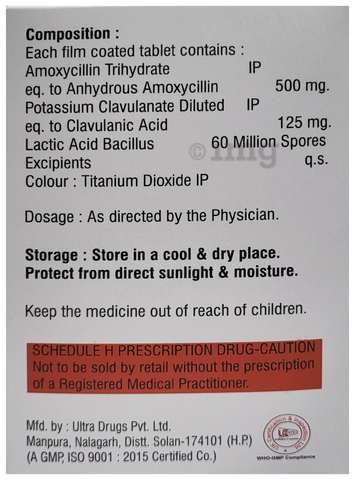 Composition :
Each film coated tablet contains :
Amoxycillin Trihydrate IP
eq. to Anhydrous Amoxycillin 500 mg.
Potassium Clavulanate Diluted IP
eq. to Clavulanic Acid 125 mg.
Lactic Acid Bacillus 60 Million Spores
Excipients q.s.
Colour : Titanium Dioxide IP
Dosage : As directed by the Physician.
Storage : Store in a cool & dry place.
Protect from direct sunlight & moisture.
Keep the medicine out of reach of children.
SCHEDULE H PRESCRIPTION DRUG-CAUTION
Not to be sold by retail without the prescription
of a Registered Medical Practitioner.
Mfd. by : Ultra Drugs Pvt. Ltd.
Manpura, Nalagarh, Distt. Solan-174101 (H.P.)
(A GMP, ISO 9001 : 2015 Certified Co.)
WHO-GMP Compliance
© 1mg